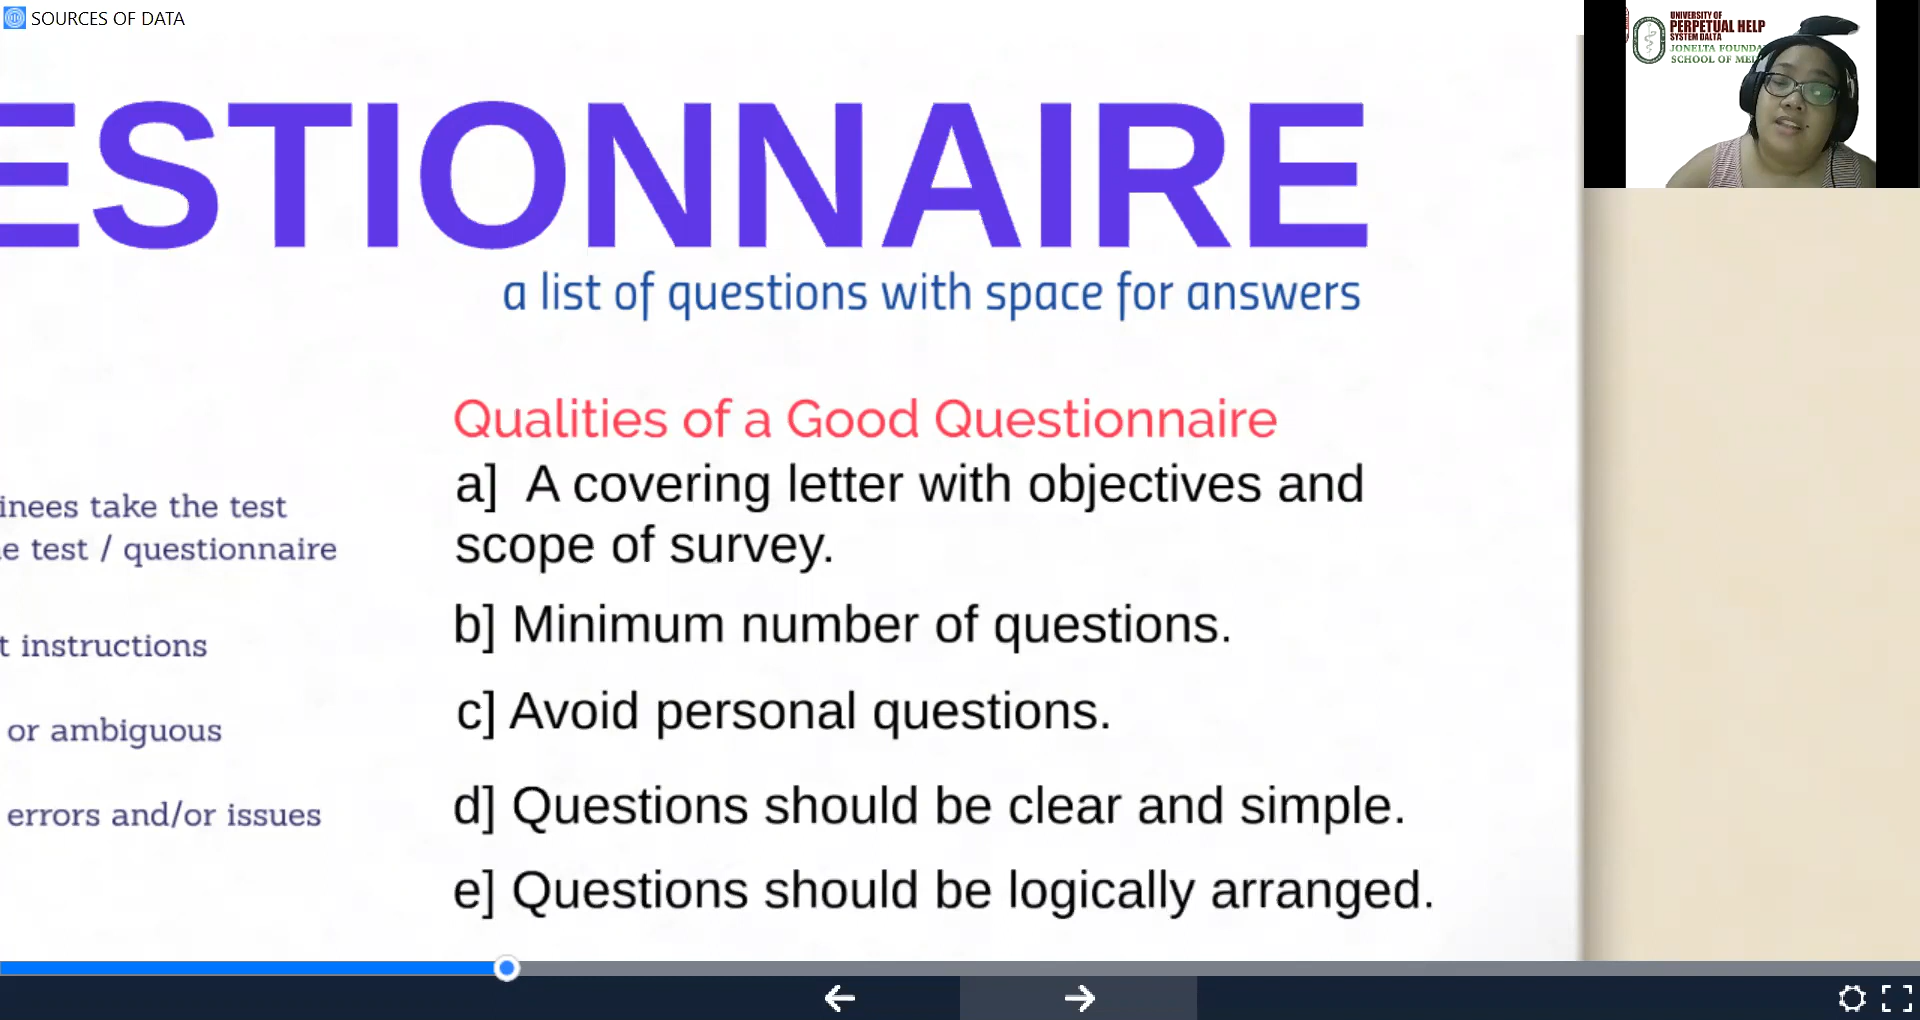 SOURCES OF DATA
UNIVERSITY OF
PERPETUAL HELP
SYSTEM DALTA
JONELTA
SCHOOL OF
ESTIONNAIRE
a list of questions with space for answers
inees take the test
e test / questionnaire
t instructions
or ambiguous
errors and/or issues
Qualities of a Good Questionnaire
a] A covering letter with objectives and
scope of survey.
b] Minimum number of questions.
c] Avoid personal questions.
d] Questions should be clear and simple.
e] Questions should be logically arranged.